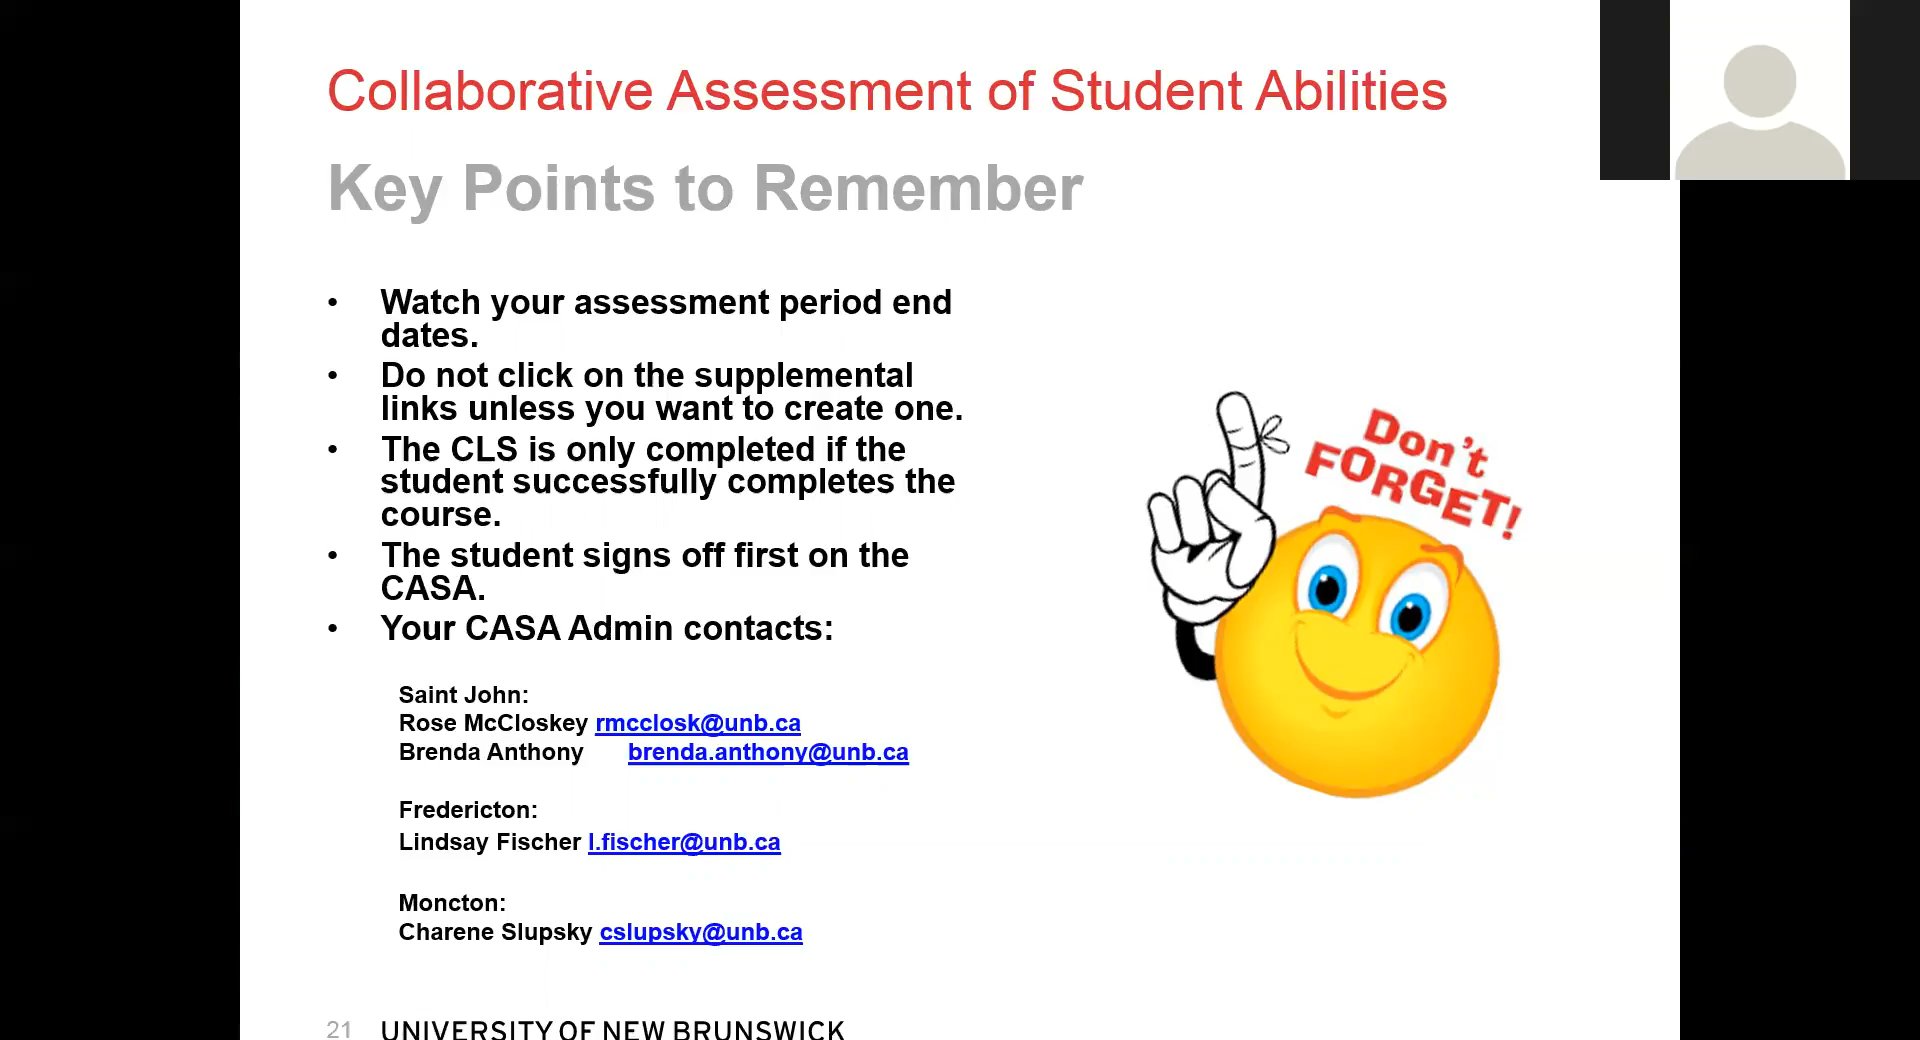 Collaborative Assessment of Student Abilities
Key Points to Remember
• Watch your assessment period end
dates.
• Do not click on the supplemental
links unless you want to create one.
• The CLS is only completed if the
student successfully completes the
course.
• The student signs off first on the
CASA.
• Your CASA Admin contacts:
Don't
FORGET!
Saint John:
Rose McCloskey rmcclosk@unb.ca
Brenda Anthony brenda.anthony@unb.ca
Fredericton:
Lindsay Fischer l.fischer@unb.ca
Moncton:
Charene Slupsky cslupsky@unb.ca
21 UNIVERSITY OF NEW BRUNSWICK